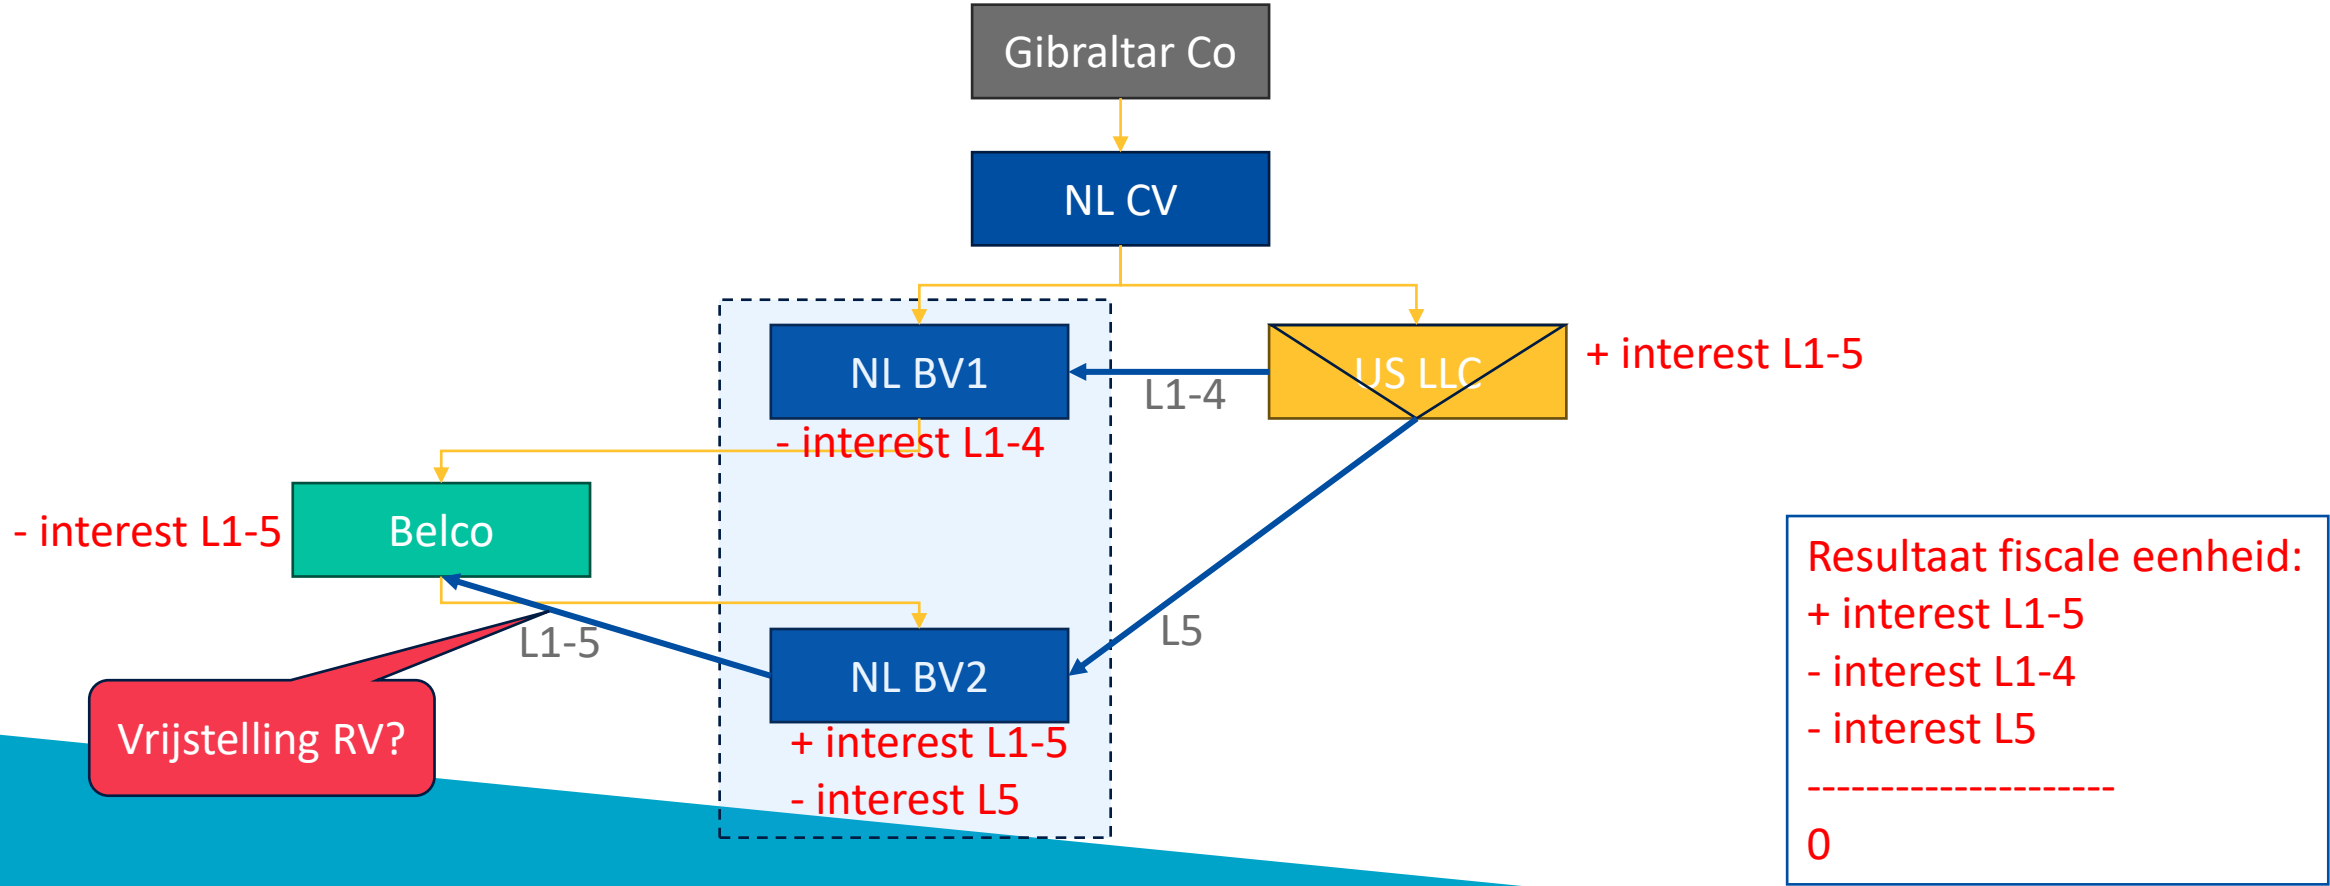 Gibraltar Co
NL CV
NL BV1
US LLC
+ interest L1-5
L1-4
- interest L1-4
- interest L1-5
Belco
L1-5
L5
NL BV2
Vrijstelling RV?
+ interest L1-5
- interest L5
Resultaat fiscale eenheid:
+ interest L1-5
- interest L1-4
- interest L5
---------------------
0